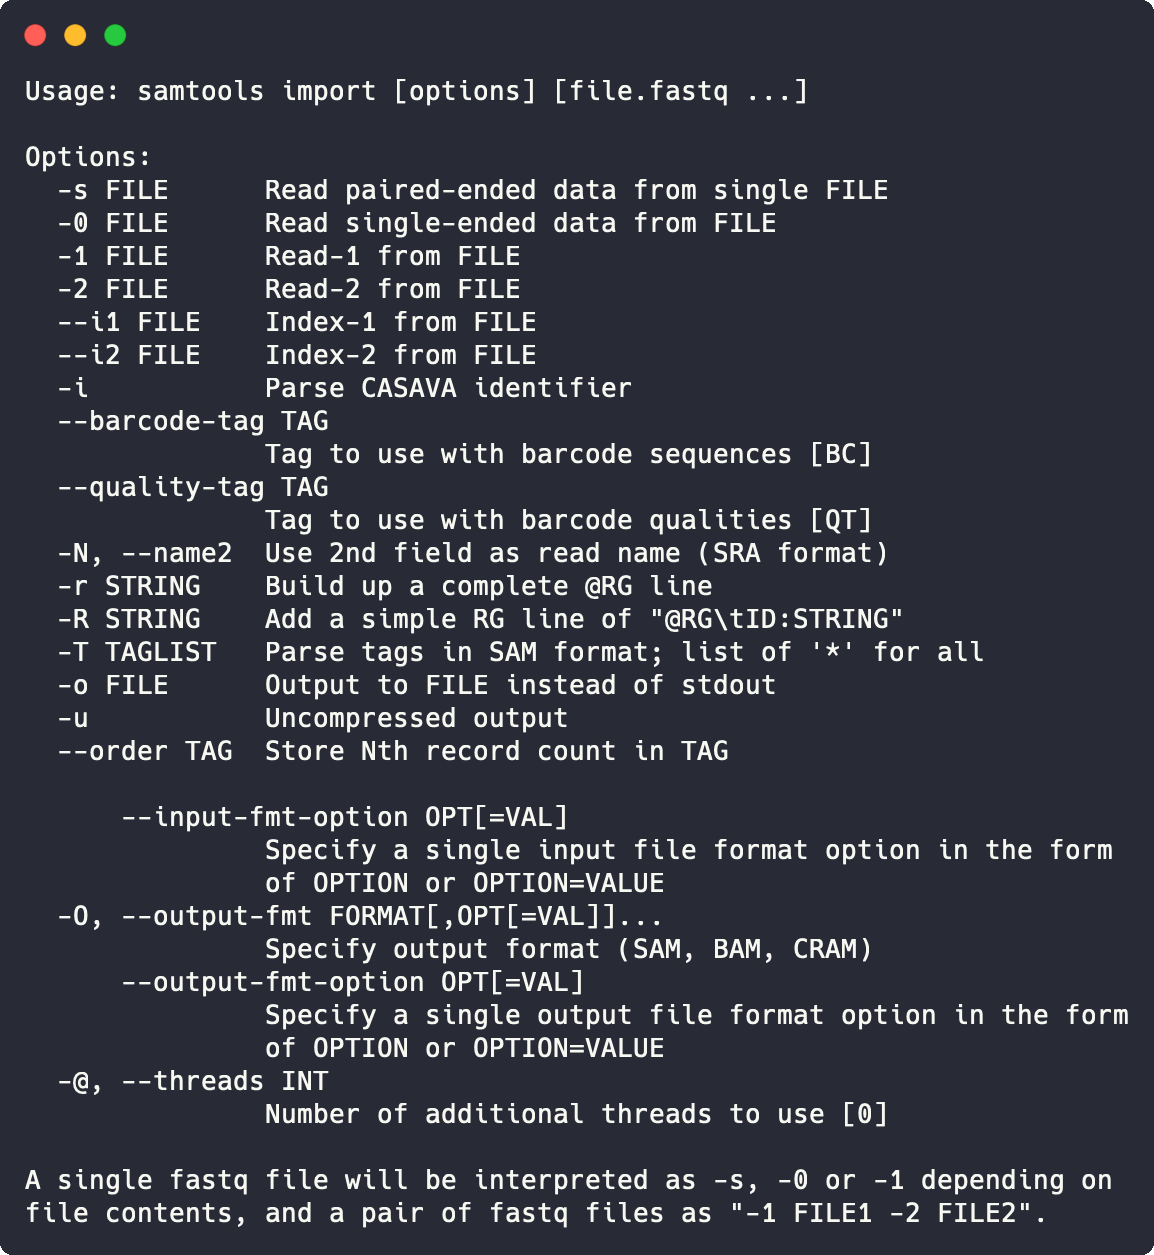 Usage: samtools import [options] [file.fastq ...]

Options:
  -s FILE      Read paired-ended data from single FILE
  -0 FILE      Read single-ended data from FILE
  -1 FILE      Read-1 from FILE
  -2 FILE      Read-2 from FILE
  --i1 FILE    Index-1 from FILE
  --i2 FILE    Index-2 from FILE
  -i           Parse CASAVA identifier
  --barcode-tag TAG
               Tag to use with barcode sequences [BC]
  --quality-tag TAG
               Tag to use with barcode qualities [QT]
  -N, --name2  Use 2nd field as read name (SRA format)
  -r STRING    Build up a complete @RG line
  -R STRING    Add a simple RG line of "@RG\tID:STRING"
  -T TAGLIST   Parse tags in SAM format; list of '*' for all
  -o FILE      Output to FILE instead of stdout
  -u           Uncompressed output
  --order TAG  Store Nth record count in TAG

      --input-fmt-option OPT[=VAL]
               Specify a single input file format option in the form
               of OPTION or OPTION=VALUE
  -O, --output-fmt FORMAT[,OPT[=VAL]]...
               Specify output format (SAM, BAM, CRAM)
      --output-fmt-option OPT[=VAL]
               Specify a single output file format option in the form
               of OPTION or OPTION=VALUE
  -@, --threads INT
               Number of additional threads to use [0]

A single fastq file will be interpreted as -s, -0 or -1 depending on
file contents, and a pair of fastq files as "-1 FILE1 -2 FILE2".